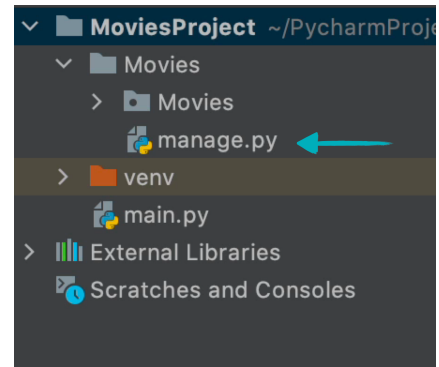 MoviesProject ~/PycharmProje
Movies
Movies
manage.py
venv
main.py
External Libraries
Scratches and Consoles